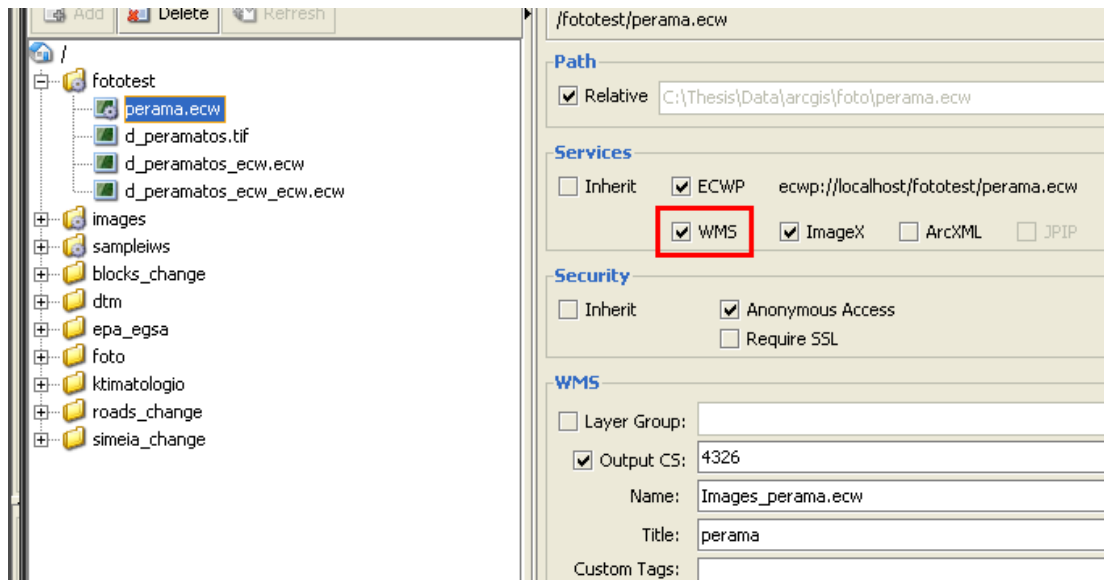 Add Delete Refresh
/
fototest
perama.ecw
d_peramatos.tif
d_peramatos_ecw.ecw
d_peramatos_ecw_ecw.ecw
images
sampleiws
blocks_change
dtm
epa_egsa
foto
ktimatologio
roads_change
simeia_change
/fototest/perama.ecw
Path
Relative C:\Thesis\Data\arcgis\foto\perama.ecw
Services
Inherit ECWP ecwp://localhost/fototest/perama.ecw
WMS ImageX ArcXML JPIP
Security
Inherit Anonymous Access
Require SSL
WMS
Layer Group:
Output CS: 4326
Name: Images_perama.ecw
Title: perama
Custom Tags: